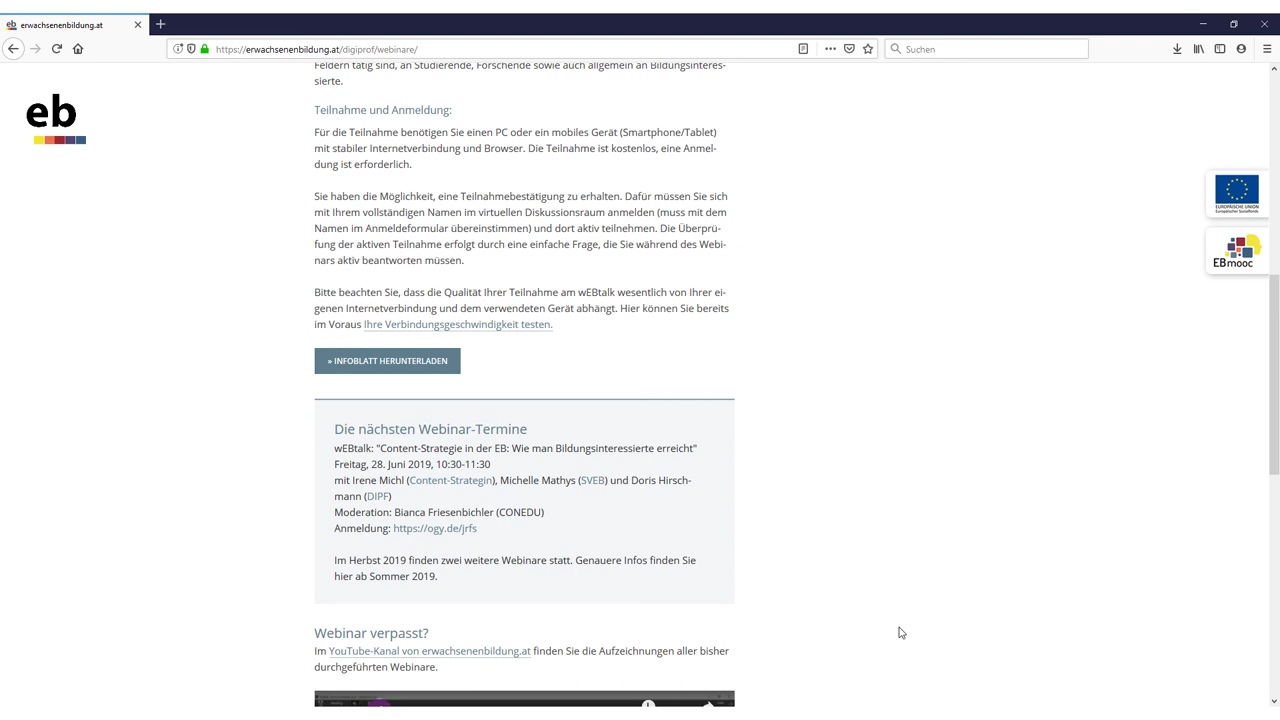 erwachsenenbildung.at
https://erwachsenenbildung.at/digiprof/webinare/
Suchen
eb
Feldern tätig sind, an Studierende, Forschende sowie auch allgemein an Bildungsinteres-
sierte.
Teilnahme und Anmeldung:
Für die Teilnahme benötigen Sie einen PC oder ein mobiles Gerät (Smartphone/Tablet)
mit stabiler Internetverbindung und Browser. Die Teilnahme ist kostenlos, eine Anmel-
dung ist erforderlich.
Sie haben die Möglichkeit, eine Teilnahmebestätigung zu erhalten. Dafür müssen Sie sich
mit Ihrem vollständigen Namen im virtuellen Diskussionsraum anmelden (muss mit dem
Namen im Anmeldeformular übereinstimmen) und dort aktiv teilnehmen. Die Überprü-
fung der aktiven Teilnahme erfolgt durch eine einfache Frage, die Sie während des Webi-
nars aktiv beantworten müssen.
Bitte beachten Sie, dass die Qualität Ihrer Teilnahme am wEBtalk wesentlich von Ihrer ei-
genen Internetverbindung und dem verwendeten Gerät abhängt. Hier können Sie bereits
im Voraus Ihre Verbindungsgeschwindigkeit testen.
» INFOBLATT HERUNTERLADEN
Die nächsten Webinar-Termine
wEBtalk: "Content-Strategie in der EB: Wie man Bildungsinteressierte erreicht"
Freitag, 28. Juni 2019, 10:30-11:30
mit Irene Michl (Content-Strategin), Michelle Mathys (SVEB) und Doris Hirsch-
mann (DIPF)
Moderation: Bianca Friesenbichler (CONEDU)
Anmeldung: https://ogy.de/jrfs
Im Herbst 2019 finden zwei weitere Webinare statt. Genauere Infos finden Sie
hier ab Sommer 2019.
Webinar verpasst?
Im YouTube-Kanal von erwachsenenbildung.at finden Sie die Aufzeichnungen aller bisher
durchgeführten Webinare.
EUROPÄISCHE UNION
Europäischer Sozialfonds
EBmooc